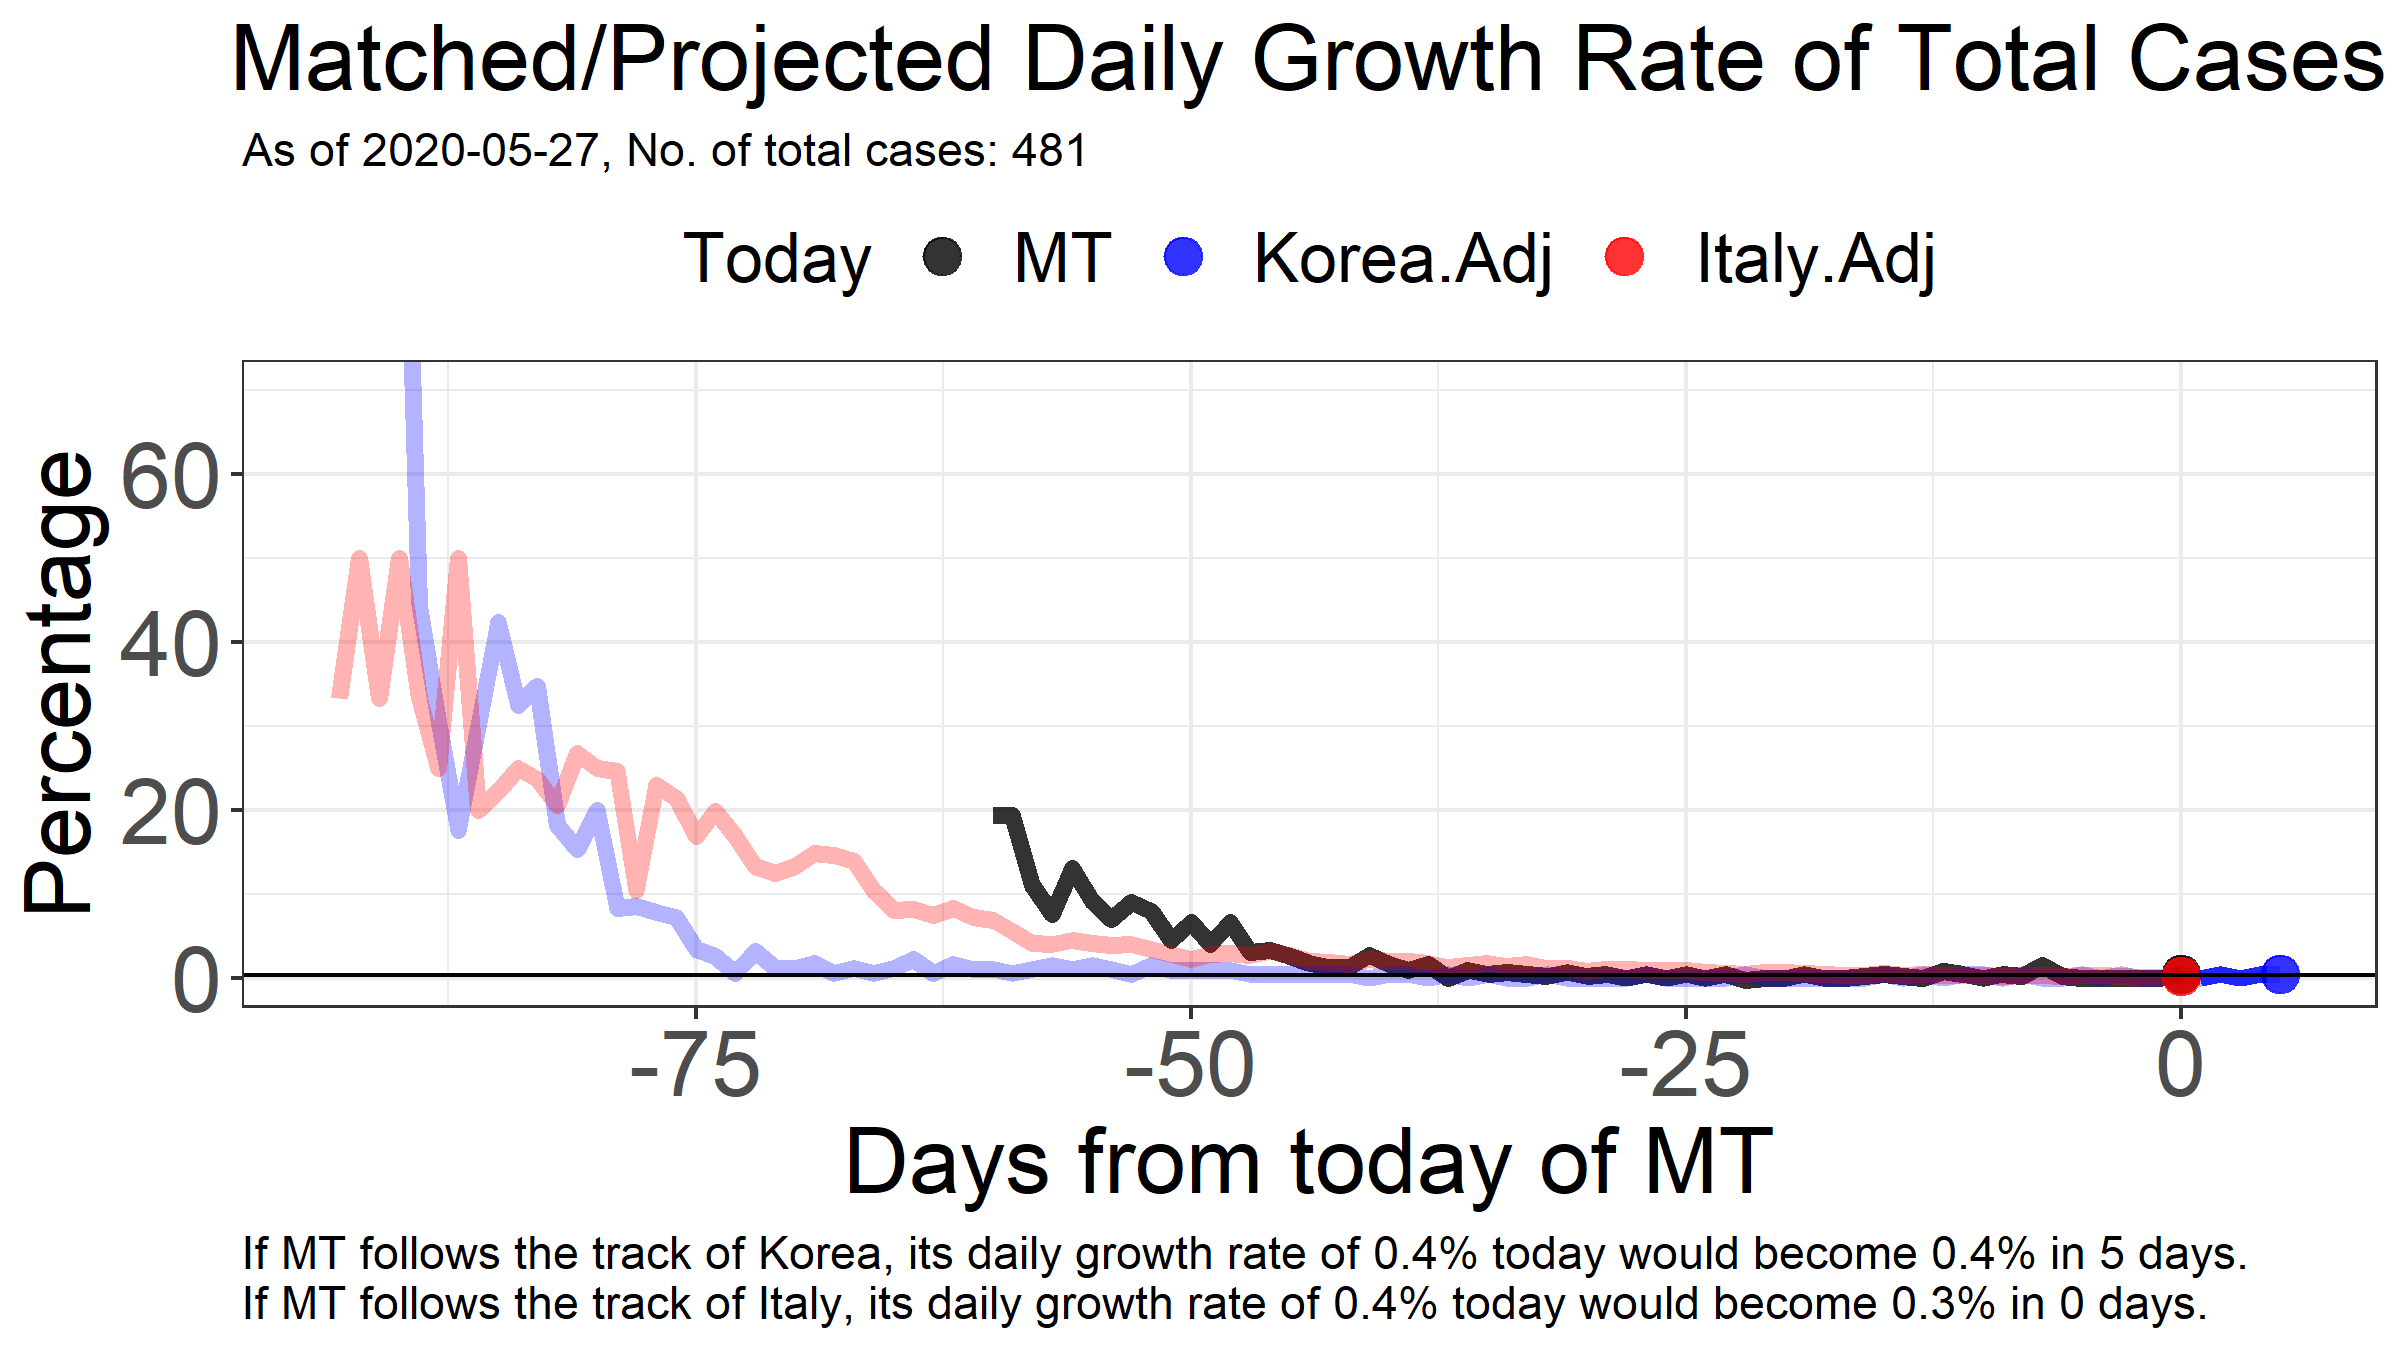 Matched/Projected Daily Growth Rate of Total Cases
As of 2020-05-27, No. of total cases: 481
Today MT Korea.Adj Italy.Adj
Percentage
60
40
20
0
-75 -50 -25 0
Days from today of MT
If MT follows the track of Korea, its daily growth rate of 0.4% today would become 0.4% in 5 days.
If MT follows the track of Italy, its daily growth rate of 0.4% today would become 0.3% in 0 days.